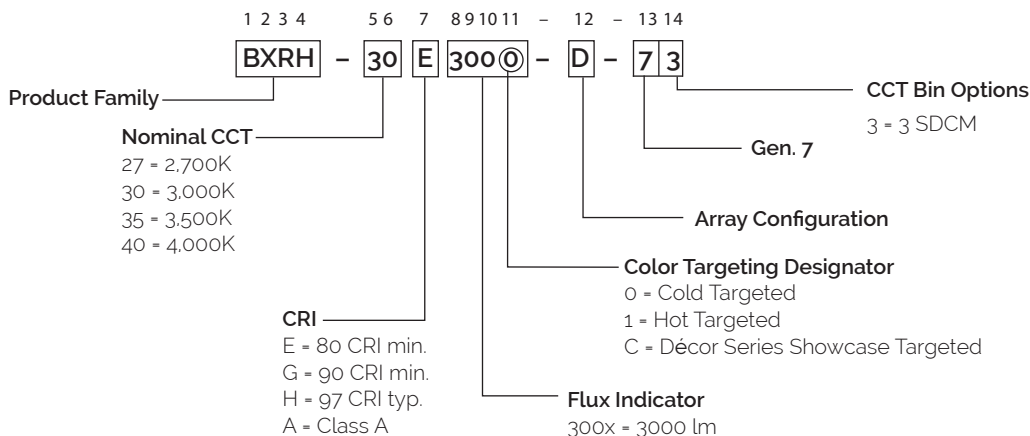 1 2 3 4 5 6 7 8 9 10 11 – 12 – 13 14
BXRH – 30 E 3000 – D – 7 3
Product Family
CCT Bin Options
3 = 3 SDCM
Nominal CCT
27 = 2,700K
30 = 3,000K
35 = 3,500K
40 = 4,000K
Gen. 7
Array Configuration
Color Targeting Designator
0 = Cold Targeted
1 = Hot Targeted
C = Décor Series Showcase Targeted
CRI
E = 80 CRI min.
G = 90 CRI min.
H = 97 CRI typ.
A = Class A
Flux Indicator
300x = 3000 lm